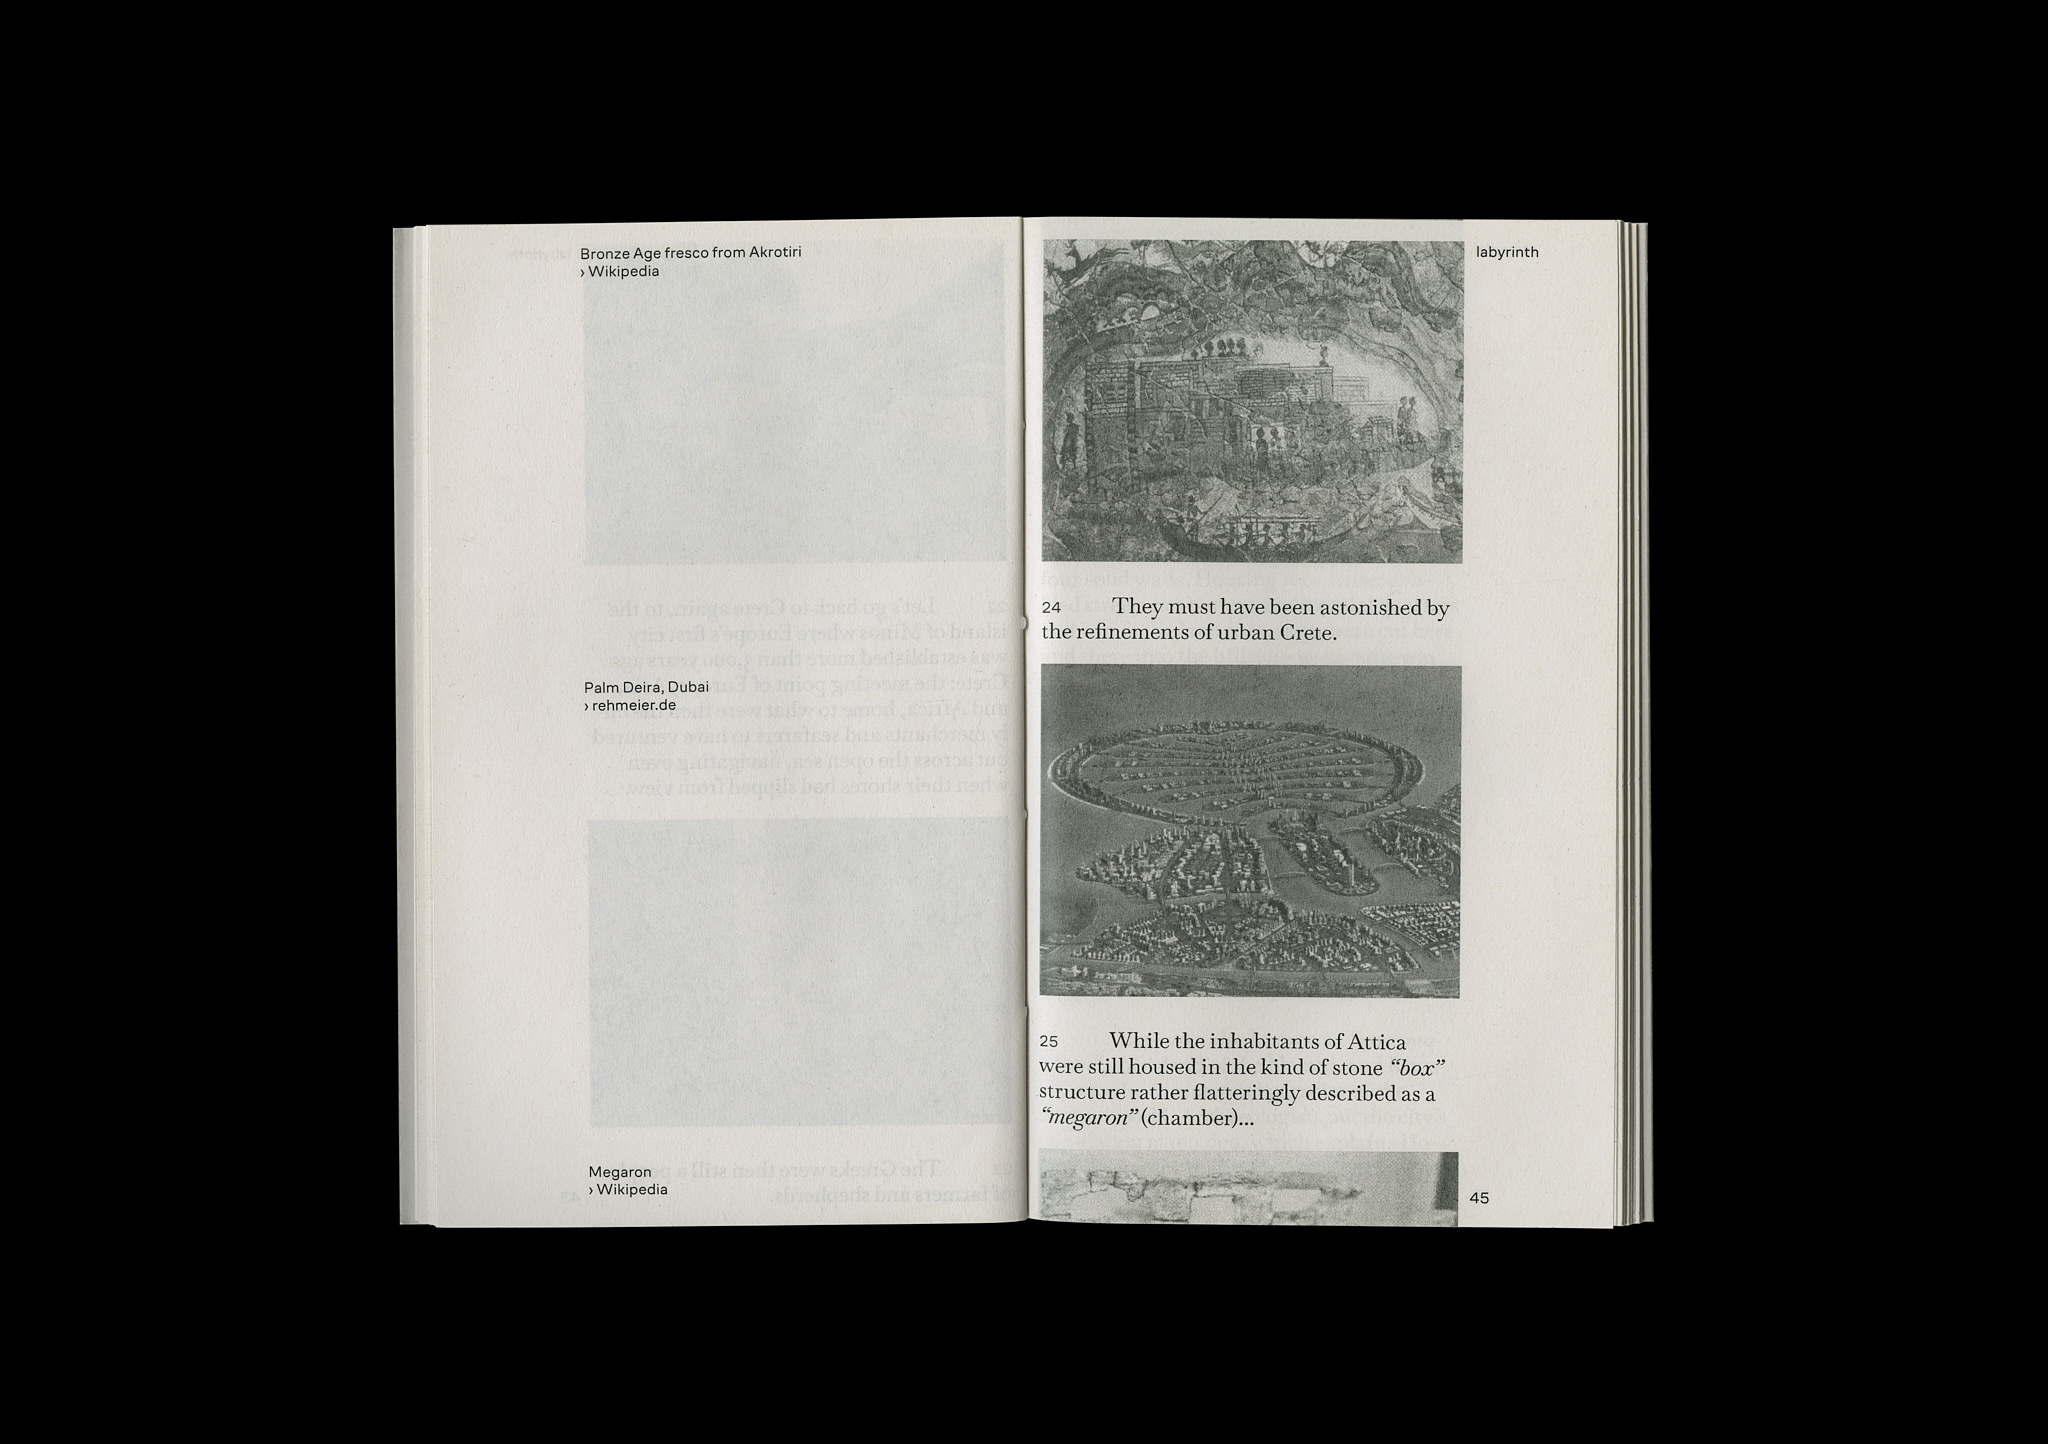 Bronze Age fresco from Akrotiri
› Wikipedia
Palm Deira, Dubai
› rehmeier.de
Megaron
› Wikipedia
labyrinth
24 They must have been astonished by
the refinements of urban Crete.
25 While the inhabitants of Attica
were still housed in the kind of stone “box”
structure rather flatteringly described as a
“megaron” (chamber)...
45